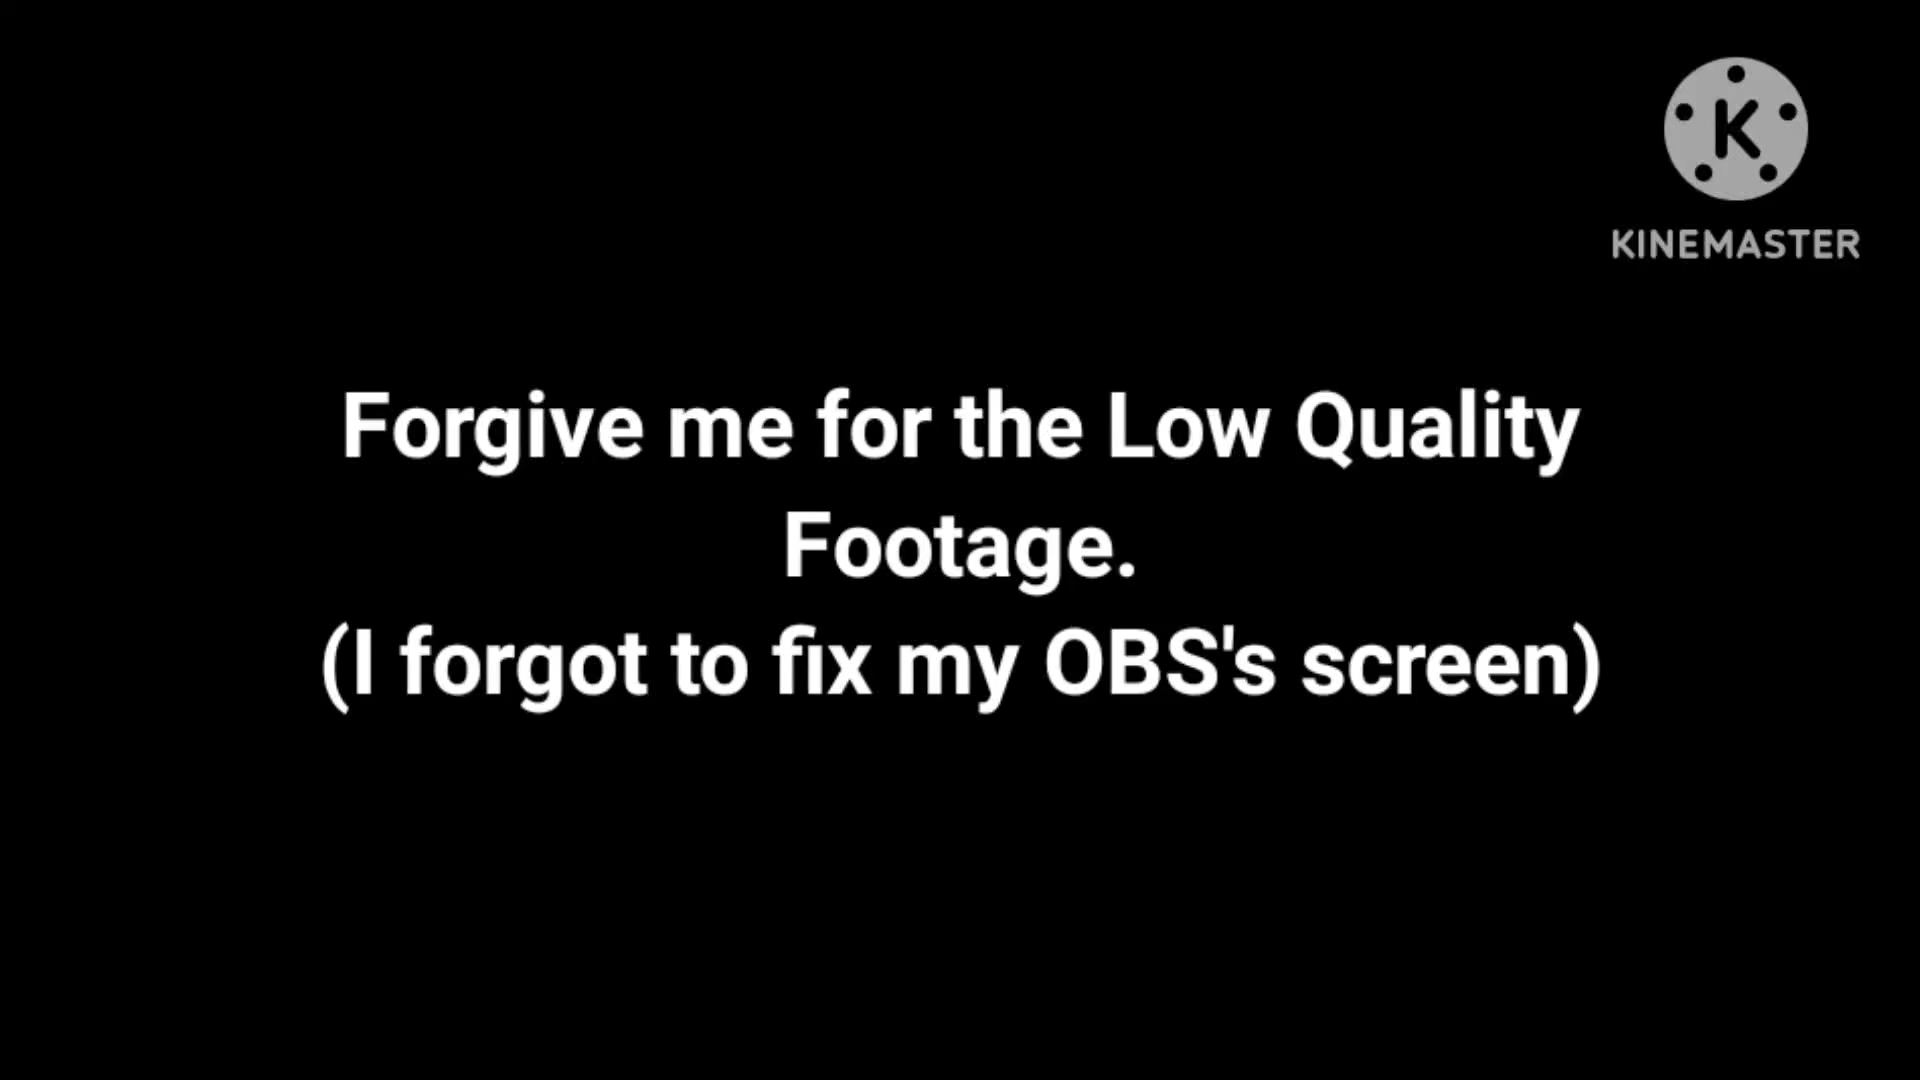 K
KINEMASTER
Forgive me for the Low Quality
Footage.
(I forgot to fix my OBS's screen)